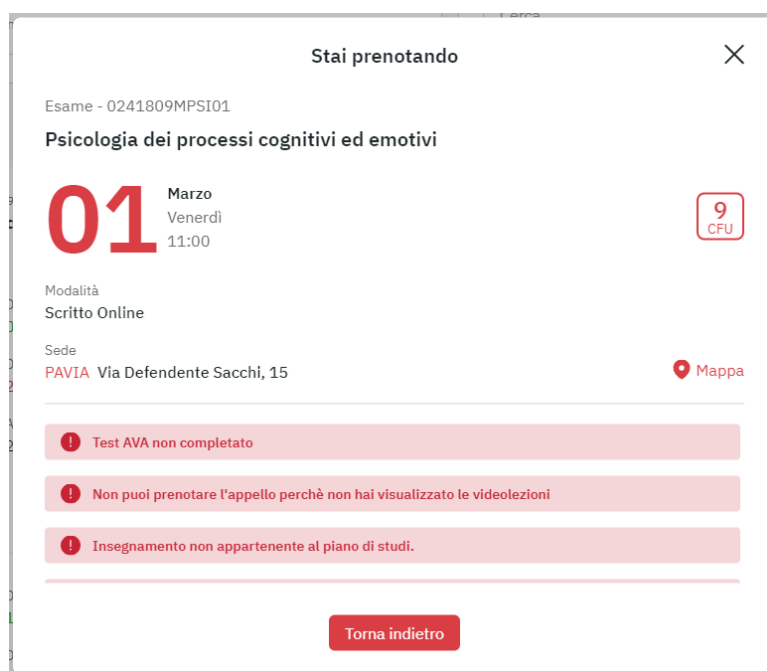 Cerca
Stai prenotando
Esame - 0241809MPSI01
Psicologia dei processi cognitivi ed emotivi
01
Marzo
Venerdì
11:00
9
CFU
Modalità
Scritto Online
Sede
PAVIA Via Defendente Sacchi, 15
Mappa
Test AVA non completato
Non puoi prenotare l'appello perchè non hai visualizzato le videolezioni
Insegnamento non appartenente al piano di studi.
Torna indietro